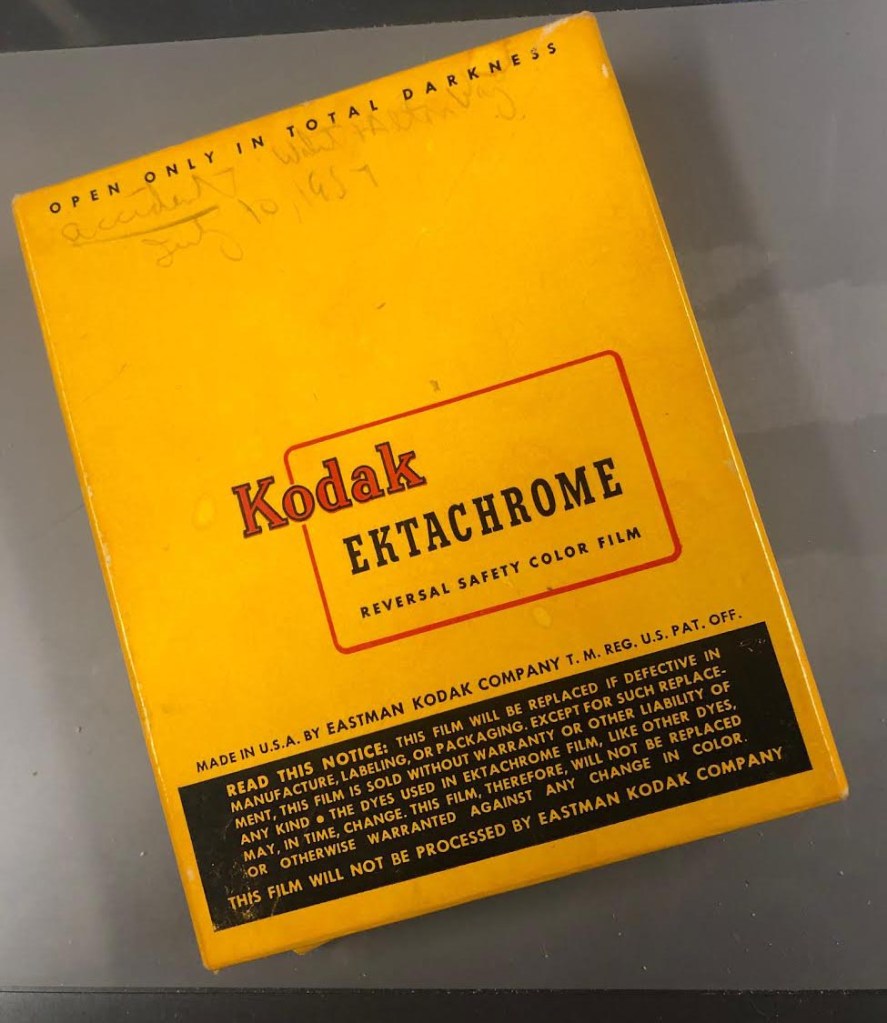 OPEN ONLY IN TOTAL DARKNESS
accident
July 10, 1957
Kodak
EKTACHROME
REVERSAL SAFETY COLOR FILM
MADE IN U.S.A. BY EASTMAN KODAK COMPANY T. M. REG. U.S. PAT. OFF.
READ THIS NOTICE: THIS FILM WILL BE REPLACED IF DEFECTIVE IN
MANUFACTURE, LABELING, OR PACKAGING. EXCEPT FOR SUCH REPLACE-
MENT, THIS FILM IS SOLD WITHOUT WARRANTY OR OTHER LIABILITY OF
ANY KIND • THE DYES USED IN EKTACHROME FILM, LIKE OTHER DYES,
MAY, IN TIME, CHANGE. THIS FILM, THEREFORE, WILL NOT BE REPLACED
OR OTHERWISE WARRANTED AGAINST ANY CHANGE IN COLOR.
THIS FILM WILL NOT BE PROCESSED BY EASTMAN KODAK COMPANY